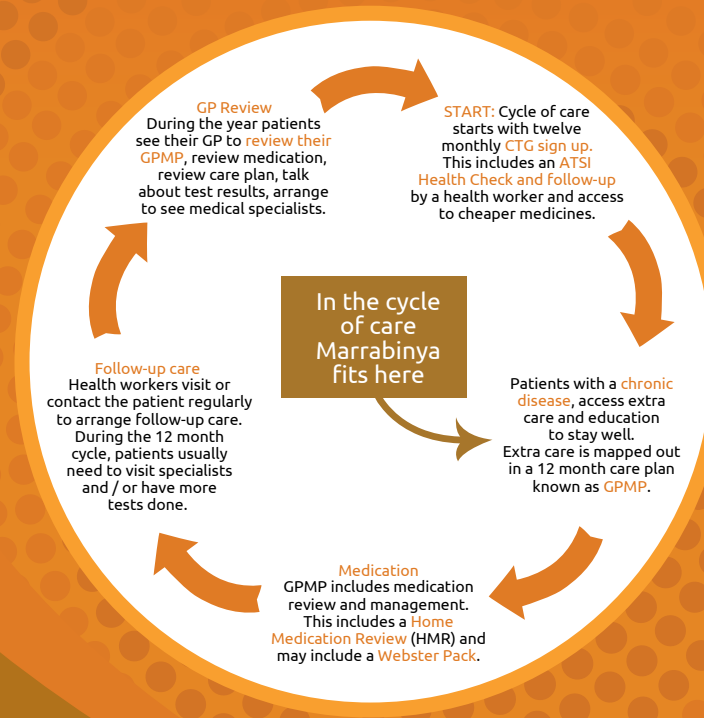 GP Review
During the year patients
see their GP to review their
GPMP, review medication,
review care plan, talk
about test results, arrange
to see medical specialists.
START: Cycle of care
starts with twelve
monthly CTG sign up.
This includes an ATSI
Health Check and follow-up
by a health worker and access
to cheaper medicines.
In the cycle
of care
Marrabinya
fits here
Patients with a chronic
disease, access extra
care and education
to stay well.
Extra care is mapped out
in a 12 month care plan
known as GPMP.
Medication
GPMP includes medication
review and management.
This includes a Home
Medication Review (HMR) and
may include a Webster Pack.
Follow-up care
Health workers visit or
contact the patient regularly
to arrange follow-up care.
During the 12 month
cycle, patients usually
need to visit specialists
and / or have more
tests done.